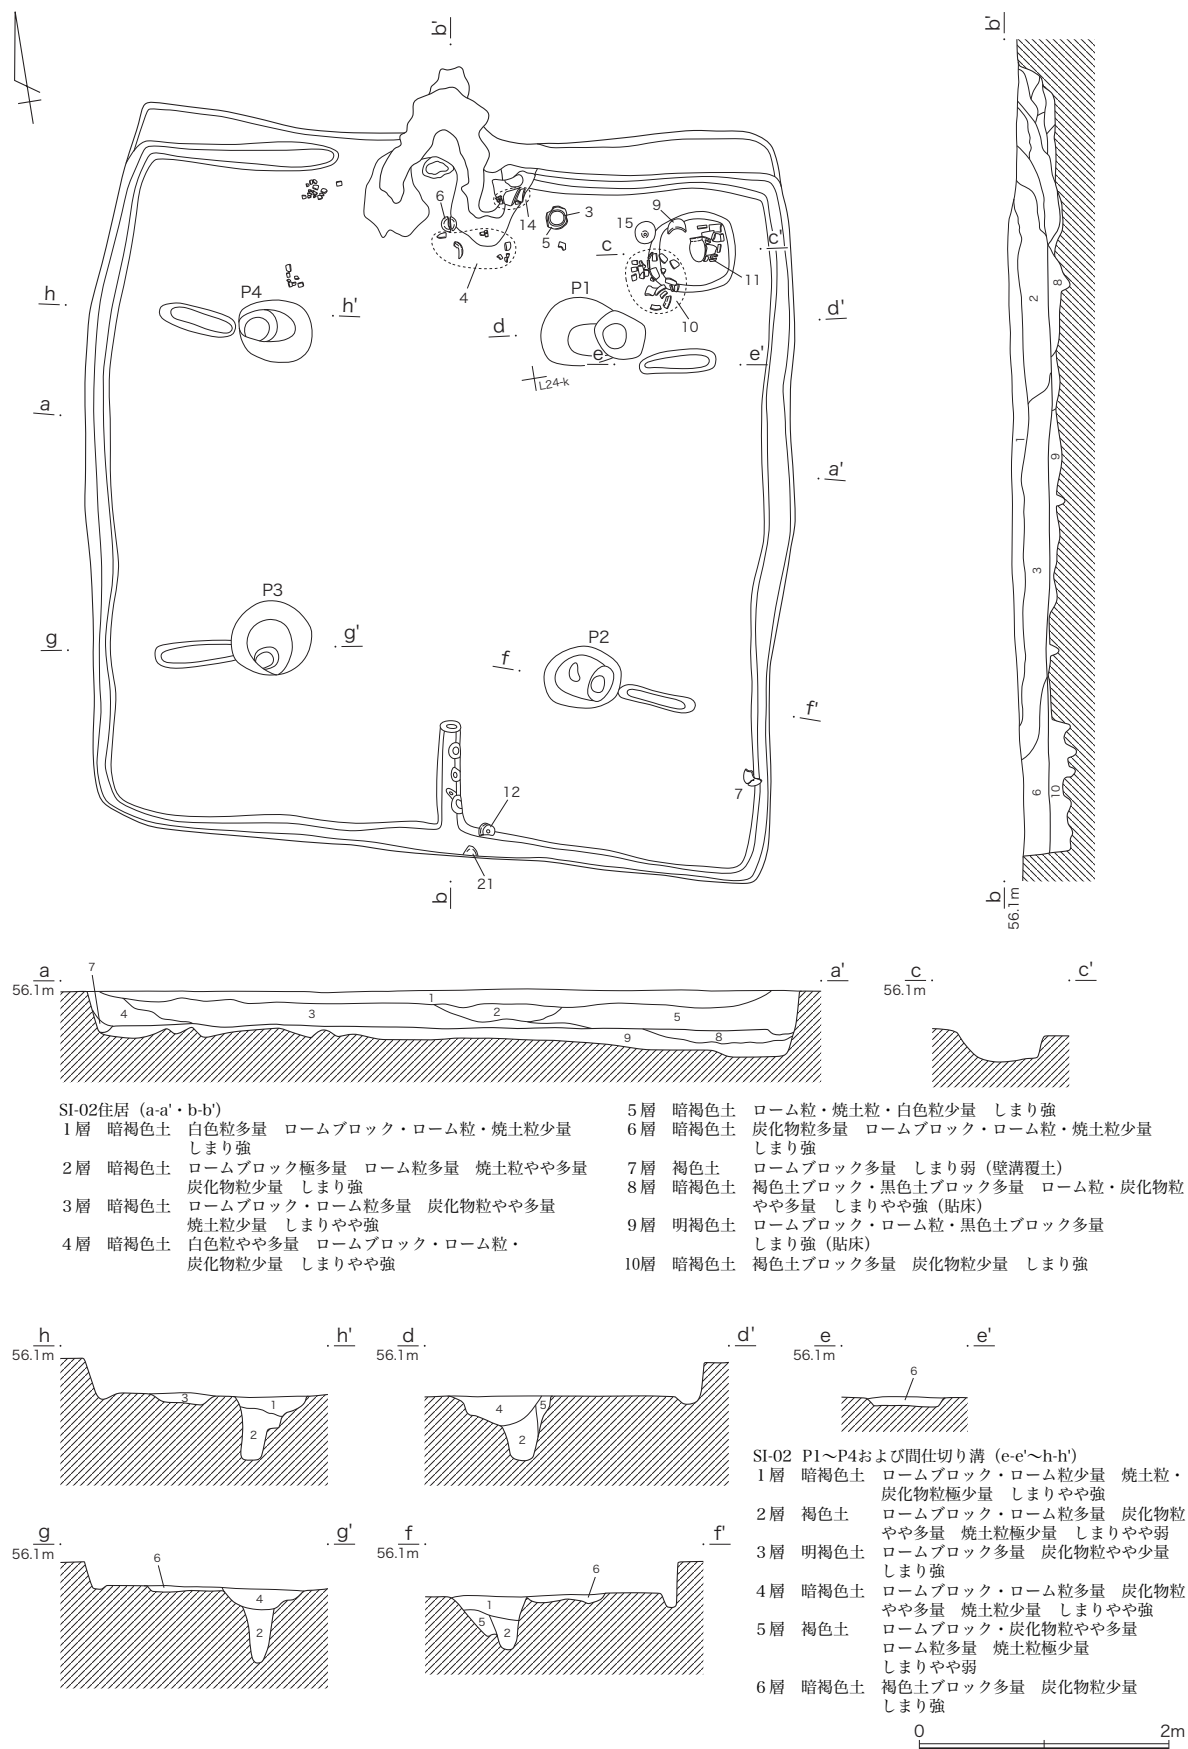 b'
b'
6
14
3
5
15
9
c
c'
11
4
10
h
P4
h'
P1
d
d'
e
e'
L24-k
a
a'
P3
g
g'
P2
f
f'
7
12
21
b
b
56.1m
1
2
8
9
3
6
10
a
a'
56.1m
7
4
3
1
2
5
9
8
c
c'
56.1m
SI-02住居（a-a'・b-b'）
1層 暗褐色土 白色粒多量 ロームブロック・ローム粒・焼土粒少量
しまり強
2層 暗褐色土 ロームブロック極多量 ローム粒多量 焼土粒やや多量
炭化物粒少量 しまり強
3層 暗褐色土 ロームブロック・ローム粒多量 炭化物粒やや多量
焼土粒少量 しまりやや強
4層 暗褐色土 白色粒やや多量 ロームブロック・ローム粒・
炭化物粒少量 しまりやや強
5層 暗褐色土 ローム粒・焼土粒・白色粒少量 しまり強
6層 暗褐色土 炭化物粒多量 ロームブロック・ローム粒・焼土粒少量
しまり強
7層 褐色土 ロームブロック多量 しまり弱（壁溝覆土）
8層 暗褐色土 褐色土ブロック・黒色土ブロック多量 ローム粒・炭化物粒
やや多量 しまりやや強（貼床）
9層 明褐色土 ロームブロック・ローム粒・黒色土ブロック多量
しまり強（貼床）
10層 暗褐色土 褐色土ブロック多量 炭化物粒少量 しまり強
h
h'
56.1m
3
1
2
d
d'
56.1m
4
5
2
e
e'
56.1m
6
g
g'
56.1m
6
4
2
f
f'
56.1m
6
1
5
2
SI-02 P1～P4および間仕切り溝（e-e'～h-h'）
1層 暗褐色土 ロームブロック・ローム粒少量 焼土粒・
炭化物粒極少量 しまりやや強
2層 褐色土 ロームブロック・ローム粒多量 炭化物粒
やや多量 焼土粒極少量 しまりやや弱
3層 明褐色土 ロームブロック多量 炭化物粒やや少量
しまり強
4層 暗褐色土 ロームブロック・ローム粒多量 炭化物粒
やや多量 焼土粒少量 しまりやや強
5層 褐色土 ロームブロック・炭化物粒やや多量
ローム粒多量 焼土粒極少量
しまりやや弱
6層 暗褐色土 褐色土ブロック多量 炭化物粒少量
しまり強
0
2m